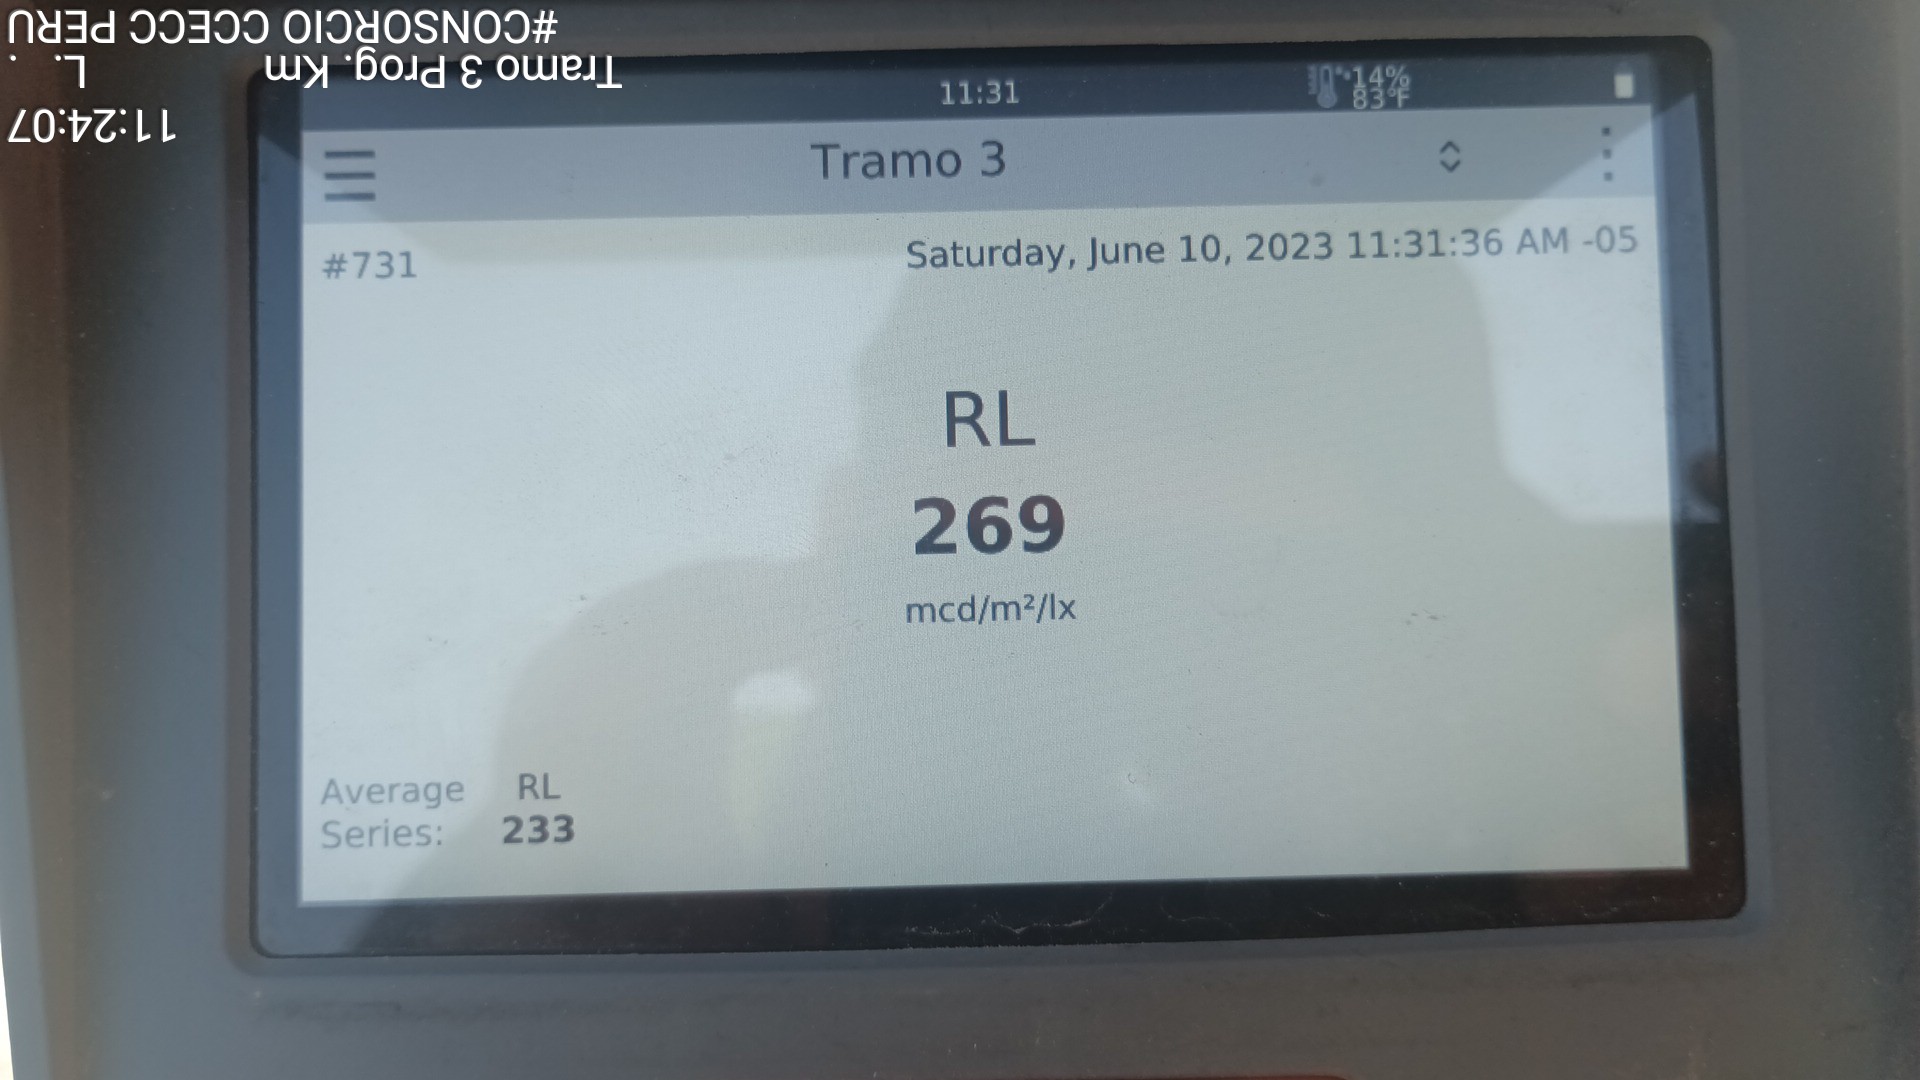 11:31
14%
83°F
Tramo 3
#731
Saturday, June 10, 2023 11:31:36 AM -05
RL
269
mcd/m²/lx
Average RL
Series: 233
11:24:07
Tramo 3 Prog. Km L. .
#CONSORCIO CCECC PERU